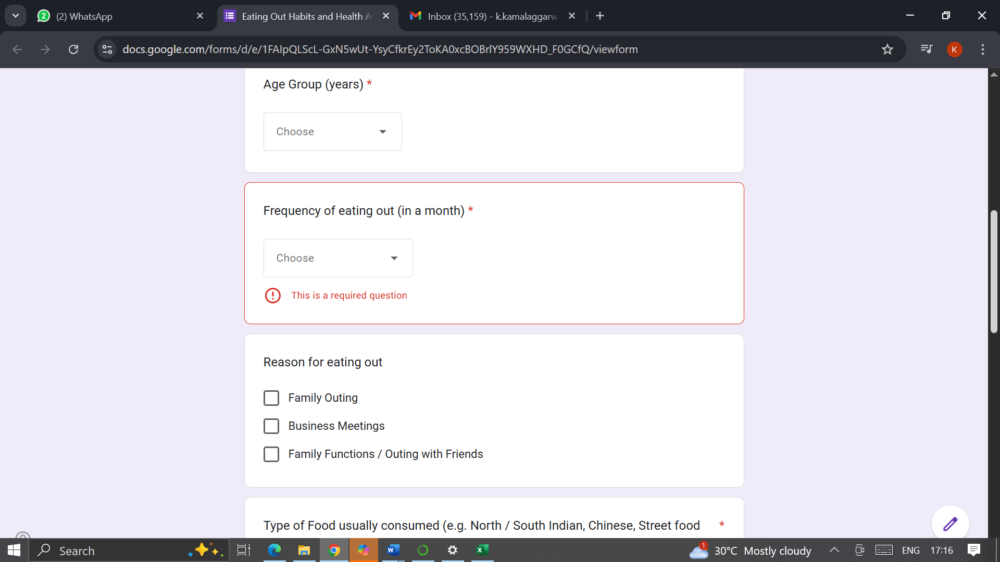 (2) WhatsApp
Eating Out Habits and Health A
Inbox (35,159) - k.kamalaggarw
docs.google.com/forms/d/e/1FAIpQLScL-GxN5wUt-YsyCfkrEy2ToKA0xcBOBrlY959WXHD_F0GCfQ/viewform
K
Age Group (years) *
Choose
Frequency of eating out (in a month) *
Choose
This is a required question
Reason for eating out
Family Outing
Business Meetings
Family Functions / Outing with Friends
Type of Food usually consumed (e.g. North / South Indian, Chinese, Street food *
Search
1
30°C Mostly cloudy
ENG
17:16